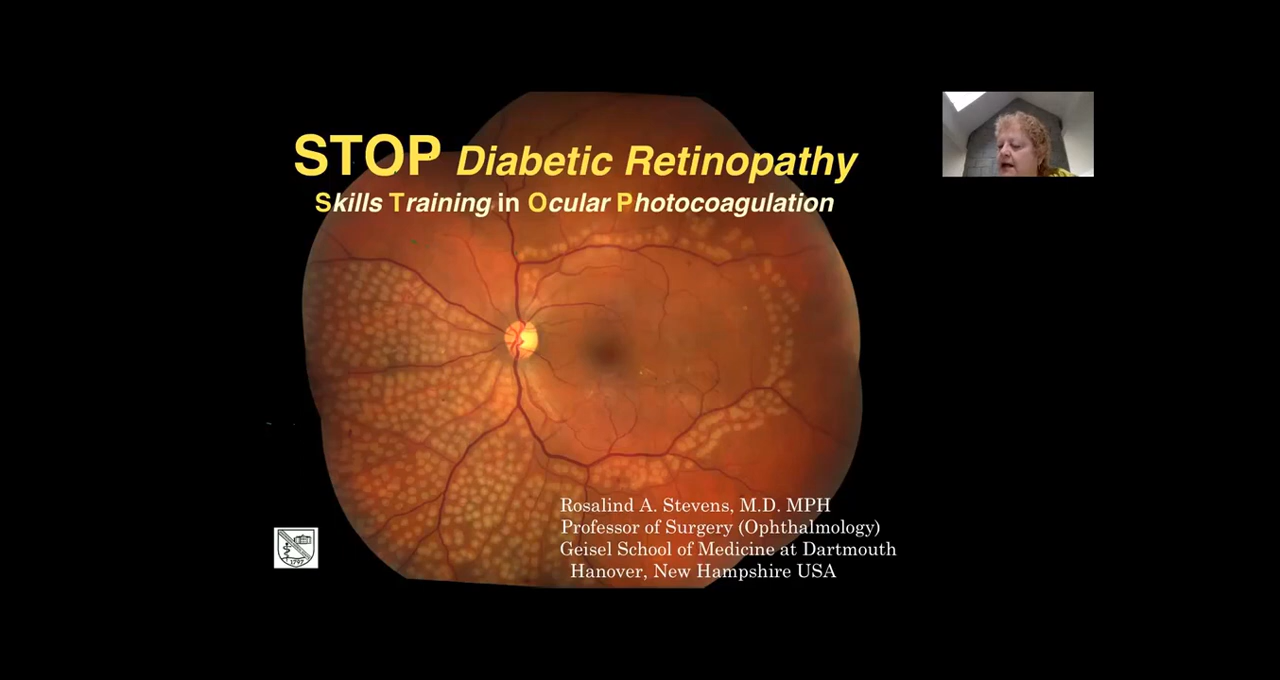 STOP Diabetic Retinopathy
Skills Training in Ocular Photocoagulation
Rosalind A. Stevens, M.D. MPH
Professor of Surgery (Ophthalmology)
Geisel School of Medicine at Dartmouth
Hanover, New Hampshire USA
1797